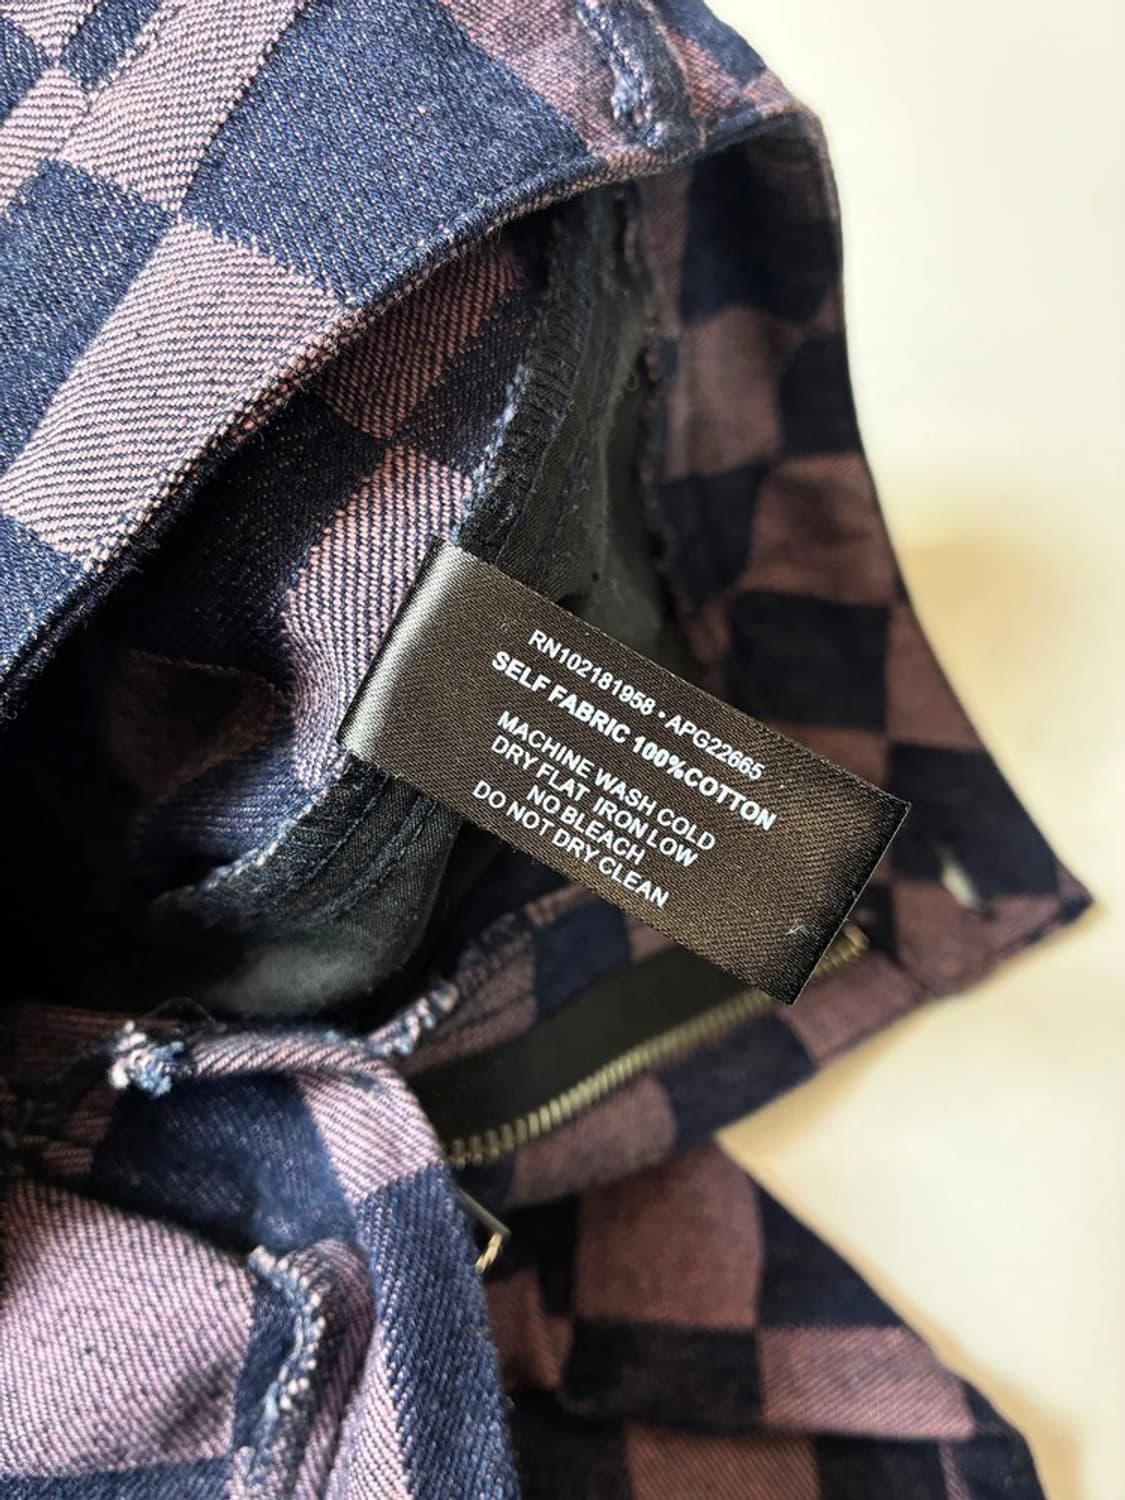 RN102181958 · APG22665
SELF FABRIC 100%COTTON
MACHINE WASH COLD
DRY FLAT IRON LOW
NO BLEACH
DO NOT DRY CLEAN